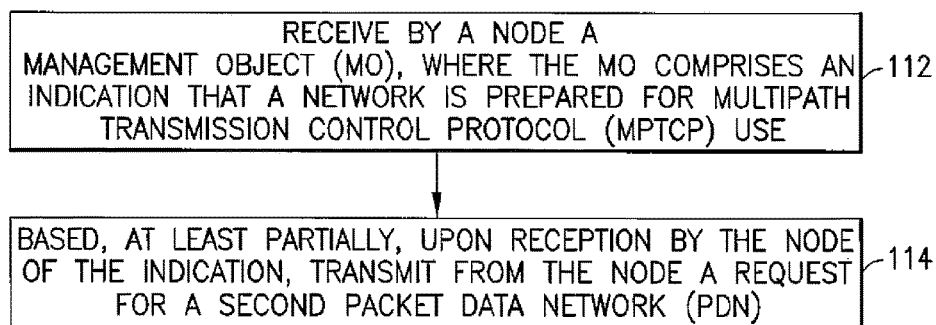 RECEIVE BY A NODE A
MANAGEMENT OBJECT (MO), WHERE THE MO COMPRISES AN
INDICATION THAT A NETWORK IS PREPARED FOR MULTIPATH
TRANSMISSION CONTROL PROTOCOL (MPTCP) USE
112
BASED, AT LEAST PARTIALLY, UPON RECEPTION BY THE NODE
OF THE INDICATION, TRANSMIT FROM THE NODE A REQUEST
FOR A SECOND PACKET DATA NETWORK (PDN)
114